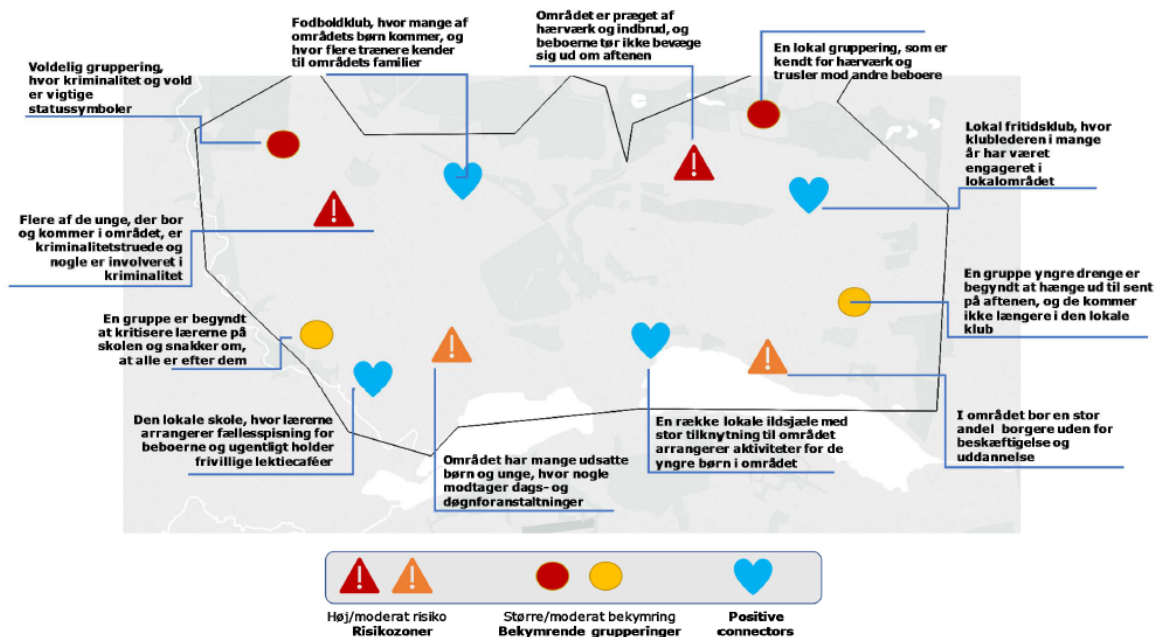 Fodboldklub, hvor mange af
områdets børn kommer, og
hvor flere trænere kender
til områdets familier
Området er præget af
hærværk og indbrud, og
beboerne tør ikke bevæge
sig ud om aftenen
En lokal gruppering, som er
kendt for hærværk og
trusler mod andre beboere
Voldelig gruppering,
hvor kriminalitet og vold
er vigtige
statussymboler
Lokal fritidsklub, hvor
klublederen i mange
år har været
engageret i
lokalområdet
Flere af de unge, der bor
og kommer i området, er
kriminalitetstruede og
nogle er involveret i
kriminalitet
En gruppe yngre drenge er
begyndt at hænge ud til sent
på aftenen, og de kommer
ikke længere i den lokale
klub
En gruppe er begyndt
at kritisere lærerne på
skolen og snakker om,
at alle er efter dem
Den lokale skole, hvor lærerne
arrangerer fællesspisning for
beboerne og ugentligt holder
frivillige lektiecaféer
Området har mange udsatte
børn og unge, hvor nogle
modtager dags- og
døgnforanstaltninger
En række lokale ildsjæle med
stor tilknytning til området
arrangerer aktiviteter for de
yngre børn i området
I området bor en stor
andel borgere uden for
beskæftigelse og
uddannelse
Høj/moderat risiko
Risikozoner
Større/moderat bekymring
Bekymrende grupperinger
Positive
connectors